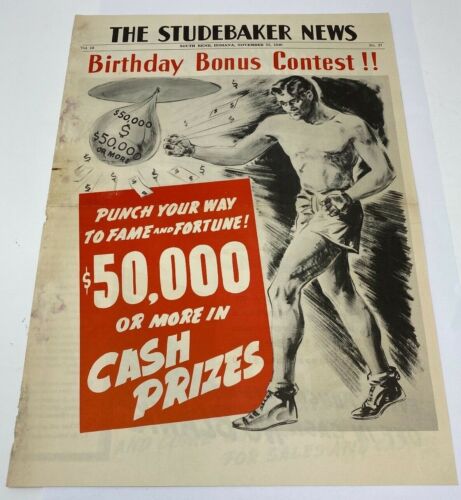 THE STUDEBAKER NEWS
SOUTH BEND, INDIANA, NOVEMBER
Birthday Bonus Contest !!
$50,000
$
$50,000
OR MORE
PUNCH YOUR WAY
TO FAME AND FORTUNE!
$50,000
OR MORE IN
CASH
PRIZES